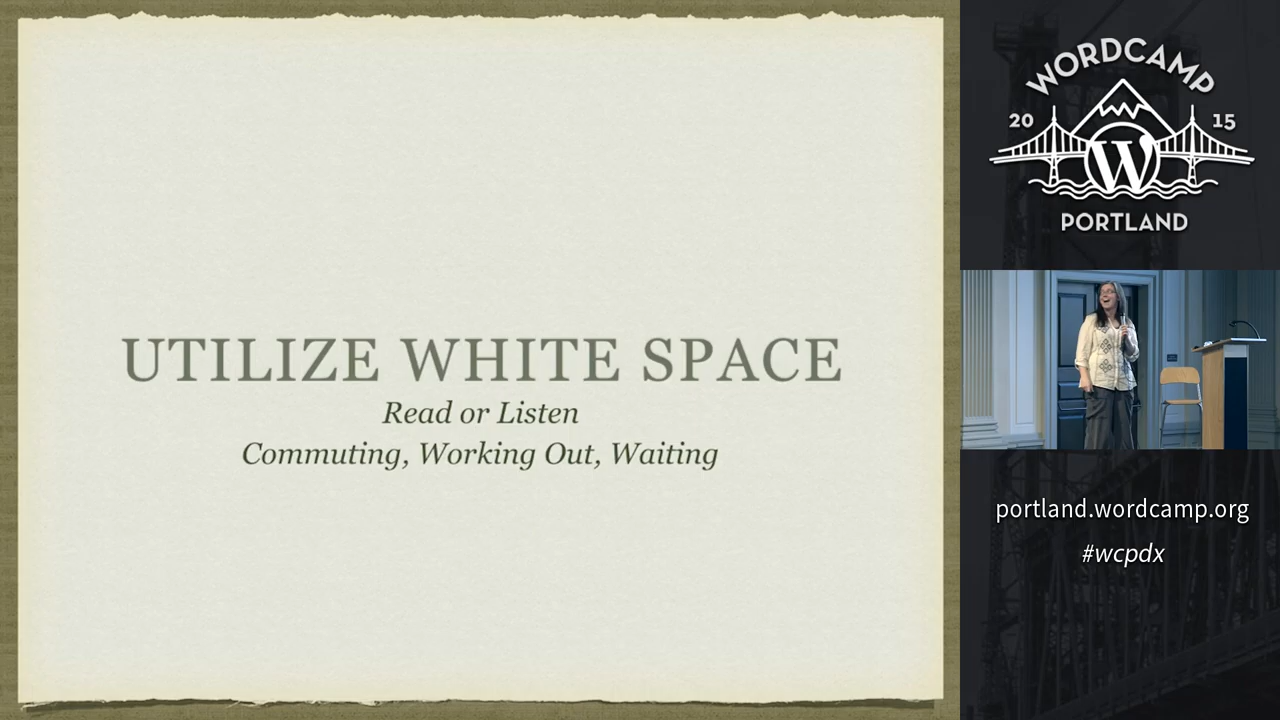 UTILIZE WHITE SPACE
Read or Listen
Commuting, Working Out, Waiting
WORDCAMP
20 15
W
PORTLAND
portland.wordcamp.org
#wcpdx